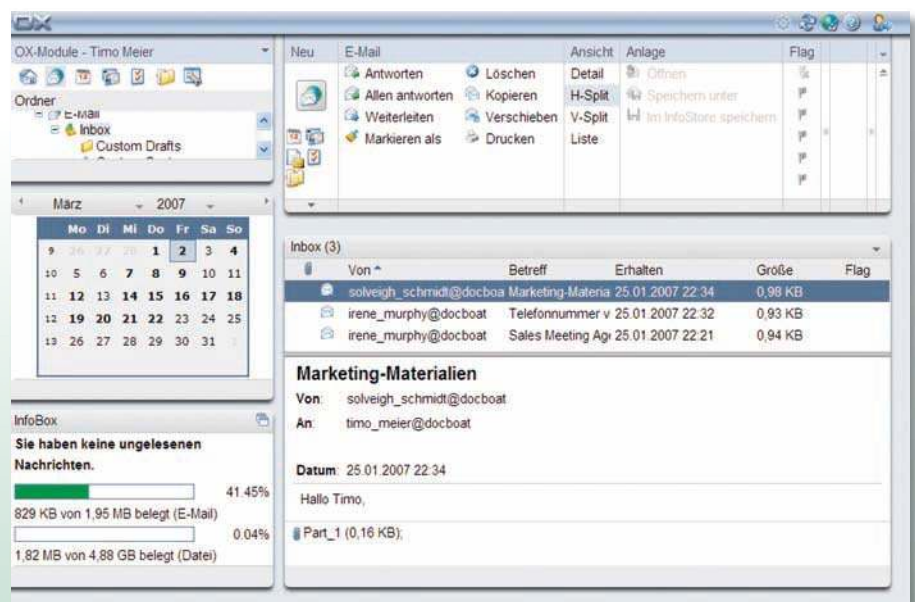 OX
OX-Module - Timo Meier
Ordner
E-Mail
Inbox
Custom Drafts
März 2007
Mo Di Mi Do Fr Sa So
9 26 27 28 1 2 3 4
10 5 6 7 8 9 10 11
11 12 13 14 15 16 17 18
12 19 20 21 22 23 24 25
13 26 27 28 29 30 31 1
InfoBox
Sie haben keine ungelesenen
Nachrichten.
41.45%
829 KB von 1,95 MB belegt (E-Mail)
0.04%
1,82 MB von 4,88 GB belegt (Datei)
Neu E-Mail Ansicht Anlage Flag
Antworten Löschen Detail Öffnen
Allen antworten Kopieren H-Split Speichern unter
Weiterleiten Verschieben V-Split Im InfoStore speichern
Markieren als Drucken Liste
Inbox (3)
Von Betreff Erhalten Größe Flag
solveigh_schmidt@docboa Marketing-Materia 25.01.2007 22:34 0,98 KB
irene_murphy@docboat Telefonnummer v 25.01.2007 22:32 0,93 KB
irene_murphy@docboat Sales Meeting Age 25.01.2007 22:21 0,94 KB
Marketing-Materialien
Von: solveigh_schmidt@docboat
An: timo_meier@docboat
Datum: 25.01.2007 22:34
Hallo Timo,
Part_1 (0,16 KB);